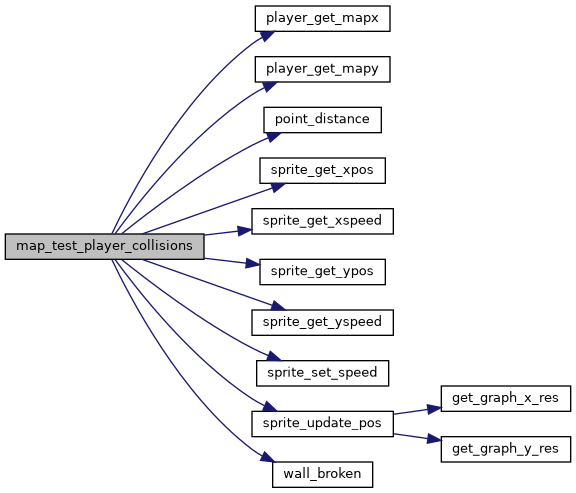 player_get_mapx
player_get_mapy
point_distance
sprite_get_xpos
sprite_get_xspeed
map_test_player_collisions
sprite_get_ypos
sprite_get_yspeed
sprite_set_speed
get_graph_x_res
sprite_update_pos
get_graph_y_res
wall_broken